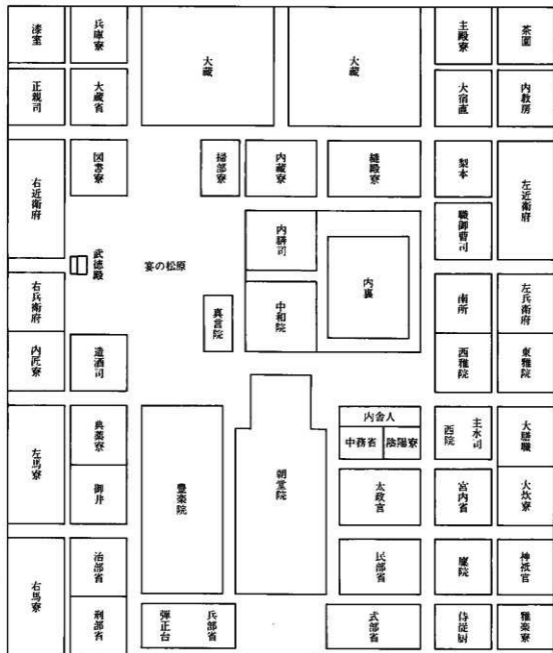 漆室
兵庫寮
大蔵
大蔵
主殿寮
茶園
正親司
大蔵省
大宿直
内教房
右近衛府
図書寮
掃部寮
内蔵寮
縫殿寮
梨本
左近衛府
職御曹司
内膳司
内裏
武徳殿
宴の松原
右兵衛府
真言院
中和院
南所
左兵衛府
内匠寮
造酒司
西雅院
東雅院
左馬寮
典薬寮
豊楽院
朝堂院
内舎人
中務省
陰陽寮
西院
主水司
大膳職
御井
太政官
宮内省
大炊寮
右馬寮
治部省
民部省
廩院
神祇官
刑部省
弾正台
兵部省
式部省
侍従厨
雅楽寮